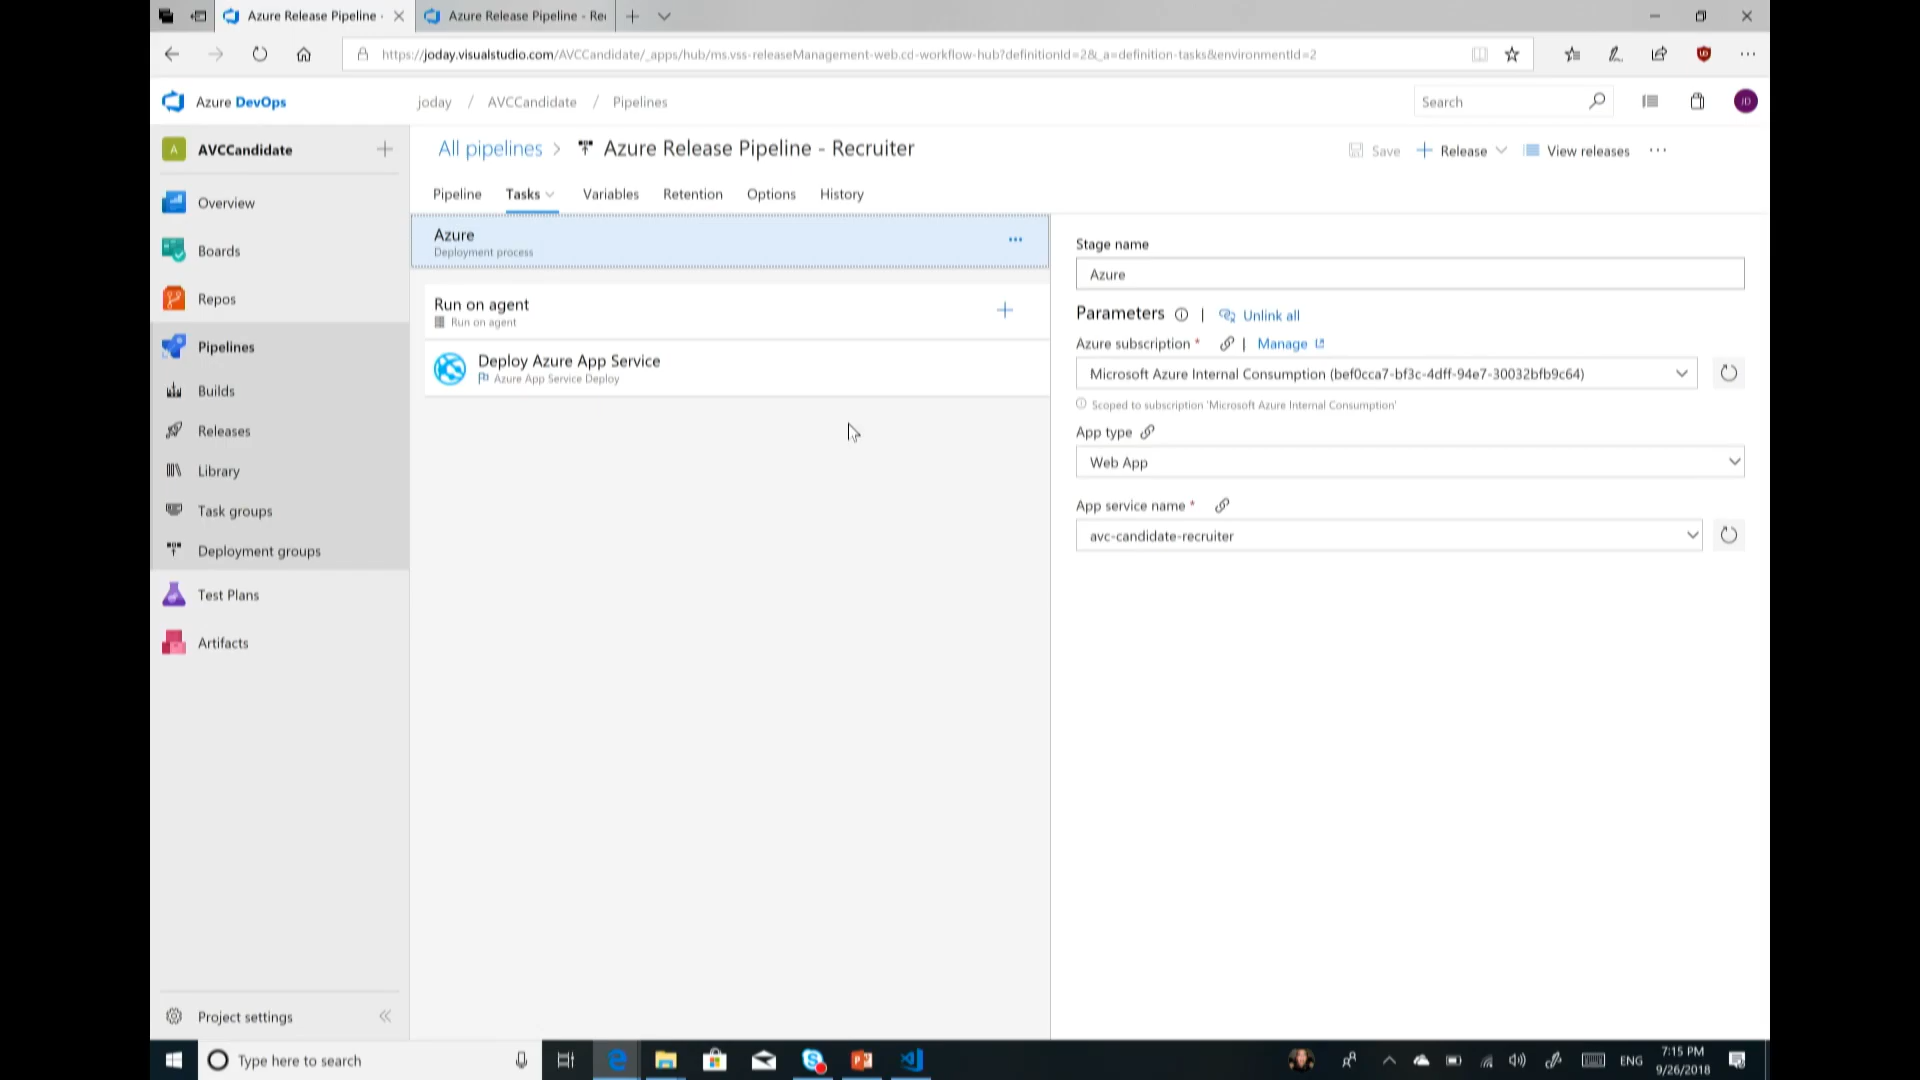 Azure Release Pipeline -
Azure Release Pipeline - Re
https://joday.visualstudio.com/AVCCandidate/_apps/hub/ms.vss-releaseManagement-web.cd-workflow-hub?definitionId=2&_a=definition-tasks&environmentId=2
Azure DevOps
joday / AVCCandidate / Pipelines
Search
JD
A AVCCandidate
Overview
Boards
Repos
Pipelines
Builds
Releases
Library
Task groups
Deployment groups
Test Plans
Artifacts
Project settings
All pipelines > Azure Release Pipeline - Recruiter
Save + Release View releases ...
Pipeline Tasks Variables Retention Options History
Azure
Deployment process
Run on agent
Run on agent
Deploy Azure App Service
Azure App Service Deploy
Stage name
Azure
Parameters | Unlink all
Azure subscription * | Manage
Microsoft Azure Internal Consumption (bef0cca7-bf3c-4dff-94e7-30032bfb9c64)
Scoped to subscription 'Microsoft Azure Internal Consumption'
App type
Web App
App service name *
avc-candidate-recruiter
Type here to search
ENG
7:15 PM
9/26/2018